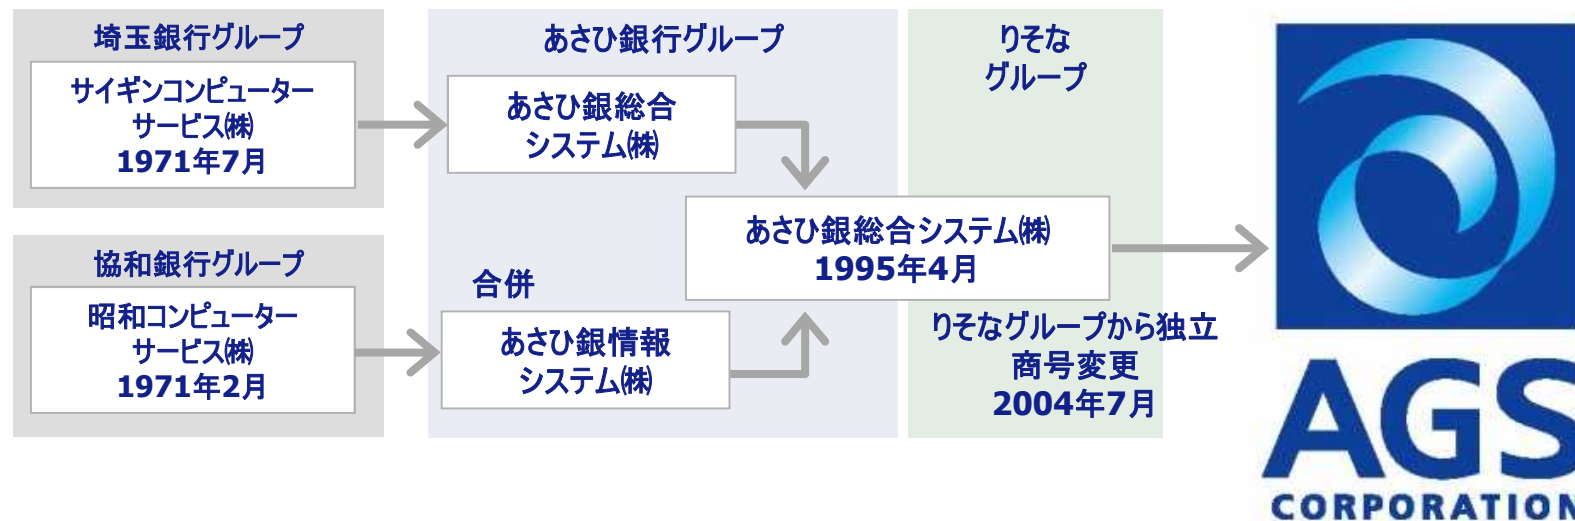 埼玉銀行グループ
サイギンコンピューター
サービス㈱
1971年7月
協和銀行グループ
昭和コンピューター
サービス㈱
1971年2月
あさひ銀行グループ
あさひ銀総合
システム㈱
合併
あさひ銀情報
システム㈱
りそな
グループ
あさひ銀総合システム㈱
1995年4月
りそなグループから独立
商号変更
2004年7月
AGS
CORPORATION